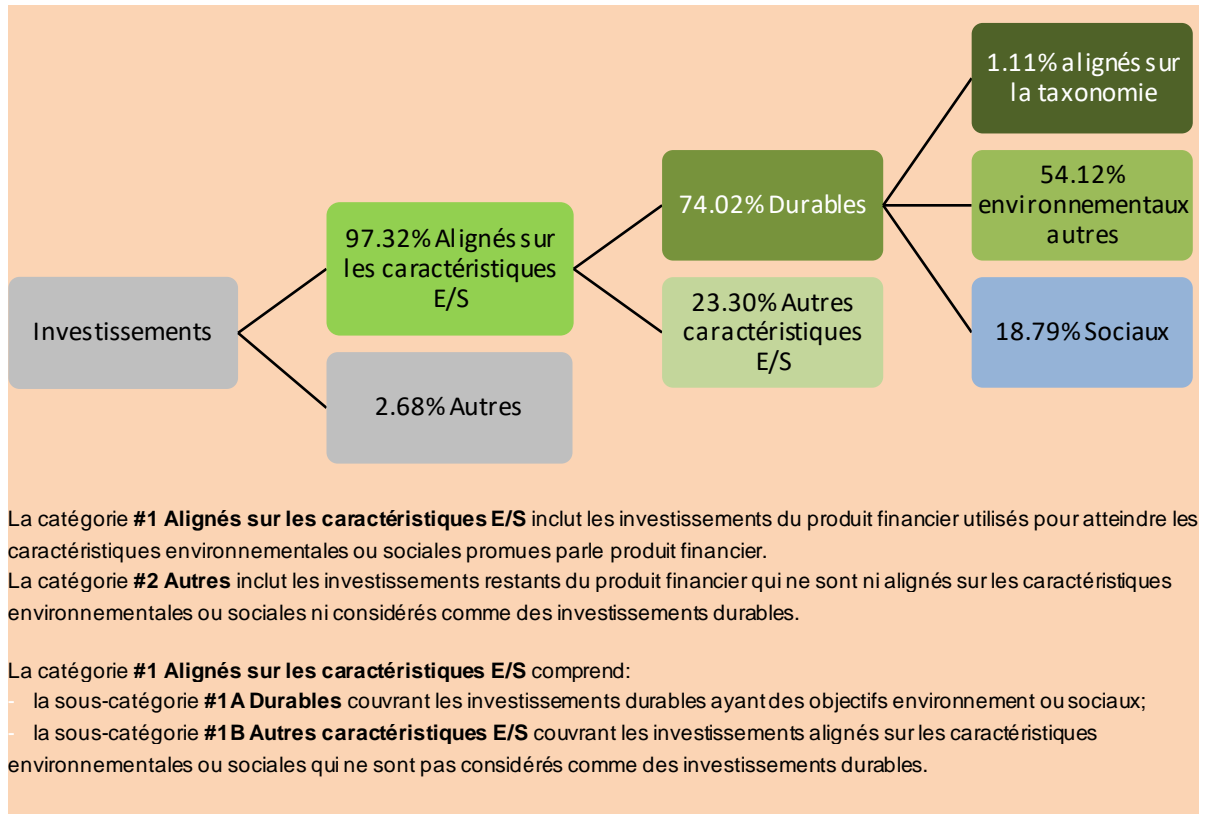 1.11% alignés sur
la taxonomie
54.12%
environnementaux
autres
74.02% Durables
97.32% Alignés sur
les caractéristiques
E/S
23.30% Autres
caractéristiques
E/S
18.79% Sociaux
Investissements
2.68% Autres
La catégorie #1 Alignés sur les caractéristiques E/S inclut les investissements du produit financier utilisés pour atteindre les
caractéristiques environnementales ou sociales promues parle produit financier.
La catégorie #2 Autres inclut les investissements restants du produit financier qui ne sont ni alignés sur les caractéristiques
environnementales ou sociales ni considérés comme des investissements durables.
La catégorie #1 Alignés sur les caractéristiques E/S comprend:
- la sous-catégorie #1A Durables couvrant les investissements durables ayant des objectifs environnement ou sociaux;
- la sous-catégorie #1B Autres caractéristiques E/S couvrant les investissements alignés sur les caractéristiques
environnementales ou sociales qui ne sont pas considérés comme des investissements durables.